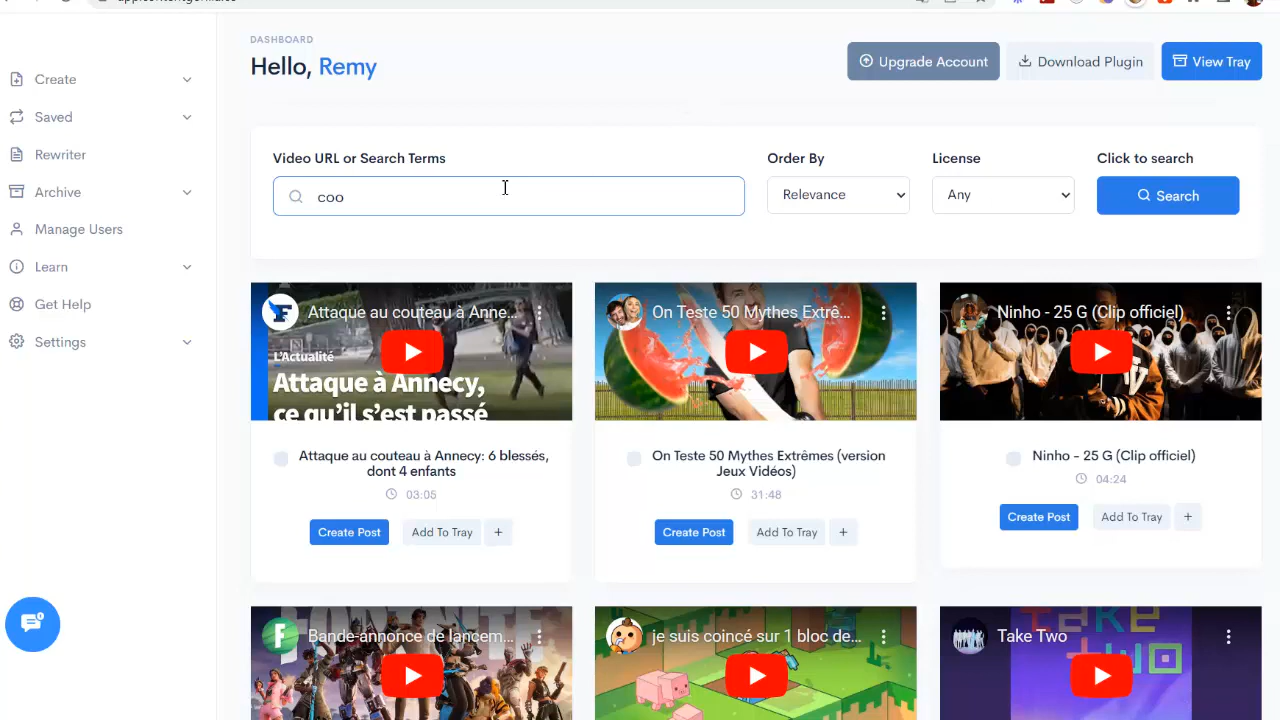 DASHBOARD
Hello, Remy
Upgrade Account
Download Plugin
View Tray
Create
Saved
Rewriter
Archive
Manage Users
Learn
Get Help
Settings
Video URL or Search Terms
Order By
License
Click to search
coo
Relevance
Any
Search
Attaque au couteau à Anne...
L'Actualité
Attaque à Annecy,
ce qu'il s'est passé
Attaque au couteau à Annecy: 6 blessés,
dont 4 enfants
03:05
Create Post
Add To Tray
+
On Teste 50 Mythes Extrê...
On Teste 50 Mythes Extrêmes (version
Jeux Vidéos)
31:48
Create Post
Add To Tray
+
Ninho - 25 G (Clip officiel)
Ninho - 25 G (Clip officiel)
04:24
Create Post
Add To Tray
+
Bande-annonce de lancem...
je suis coincé sur 1 bloc de...
Take Two